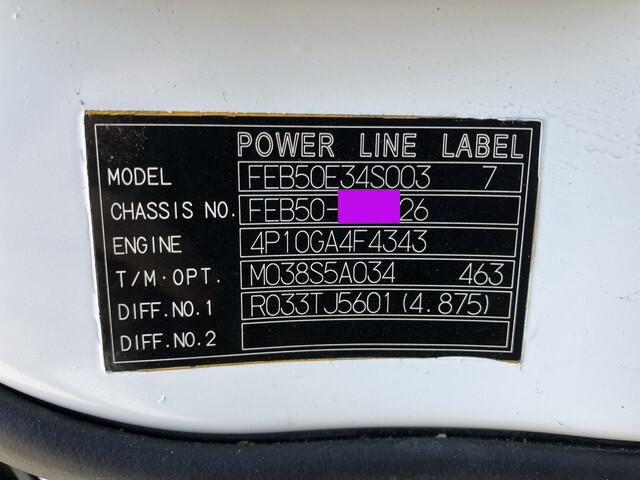 POWER LINE LABEL
MODEL FEB50E34S003 7
CHASSIS NO. FEB50- 26
ENGINE 4P10GA4F4343
T/M·OPT. M038S5A034 463
DIFF.NO.1 R033TJ5601(4.875)
DIFF.NO.2